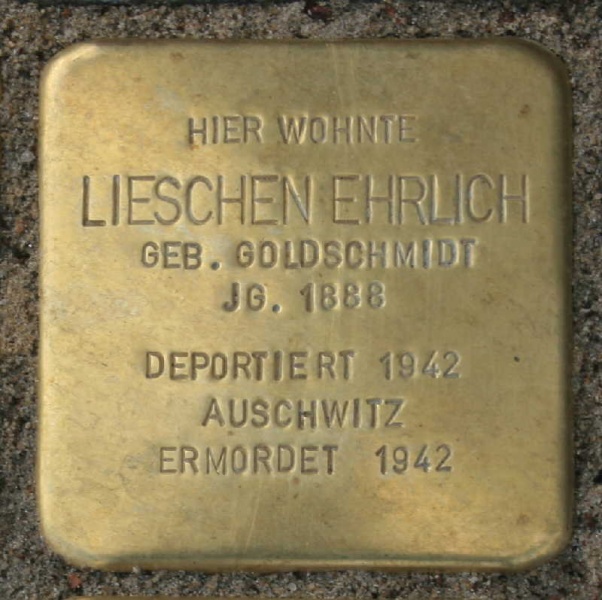 HIER WOHNTE
LIESCHEN EHRLICH
GEB. GOLDSCHMIDT
JG. 1888
DEPORTIERT 1942
AUSCHWITZ
ERMORDET 1942